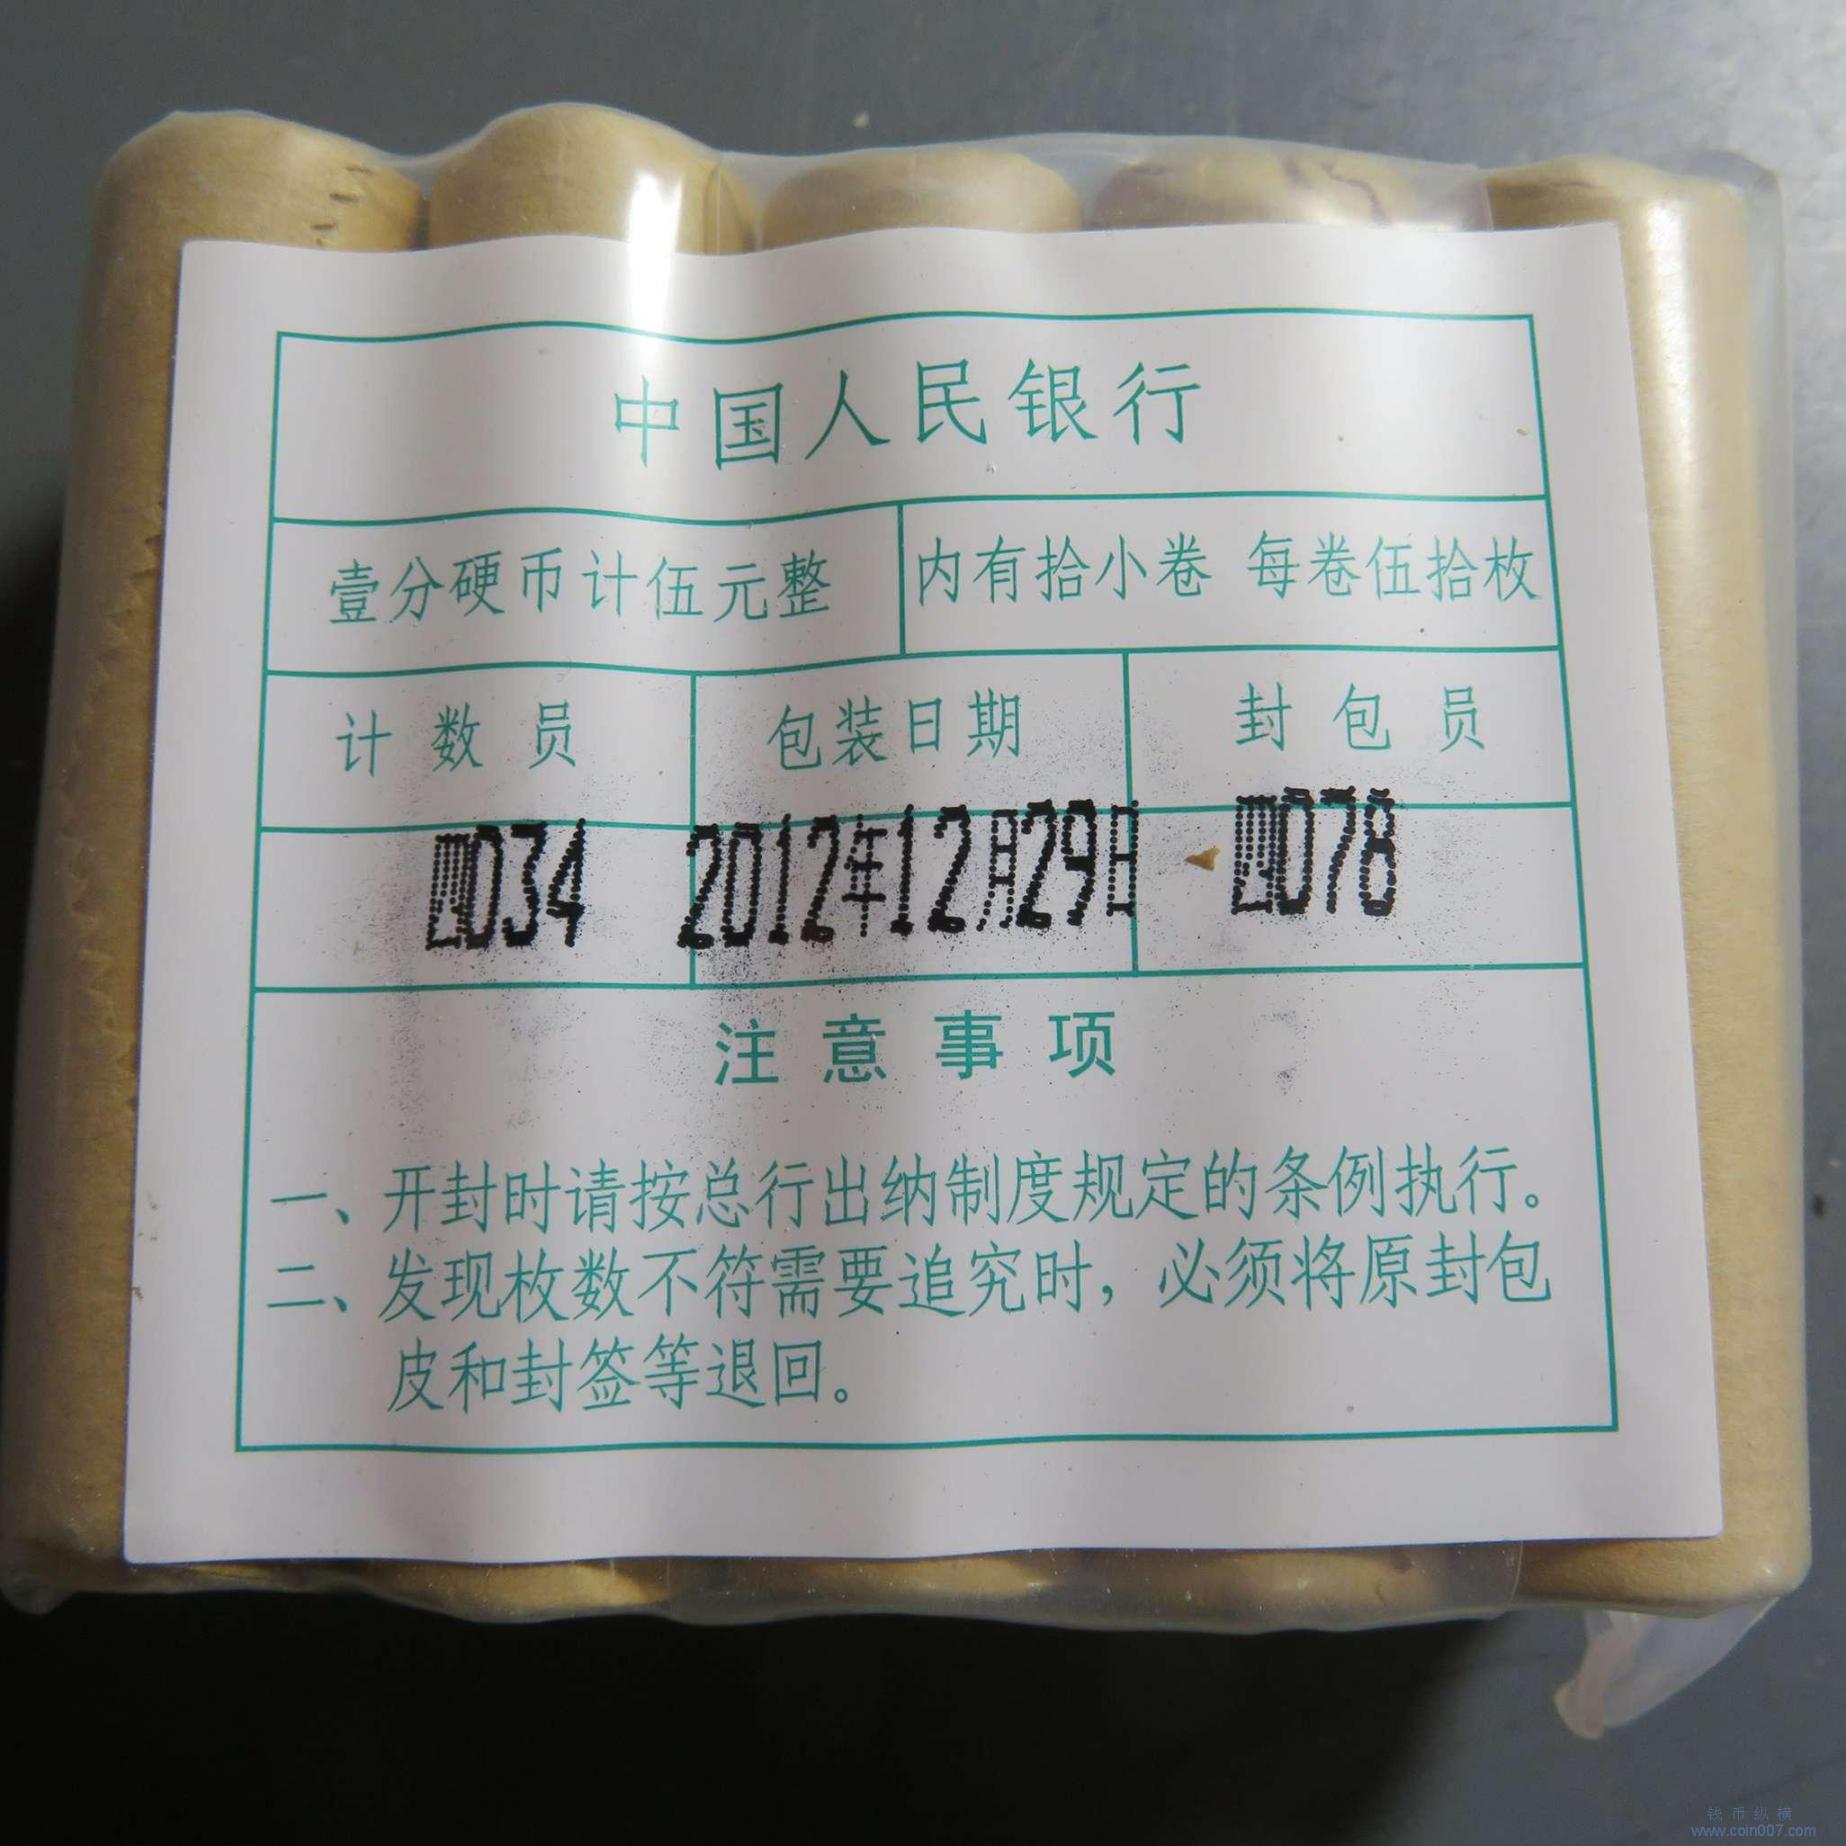 中国人民银行
壹分硬币计伍元整 内有拾小卷 每卷伍拾枚
计数员 包装日期 封包员
034 2012年12月29日 078
注意事项
一、开封时请按总行出纳制度规定的条例执行。
二、发现枚数不符需要追究时，必须将原封包
皮和封签等退回。
钱币纵横
www.coin007.com